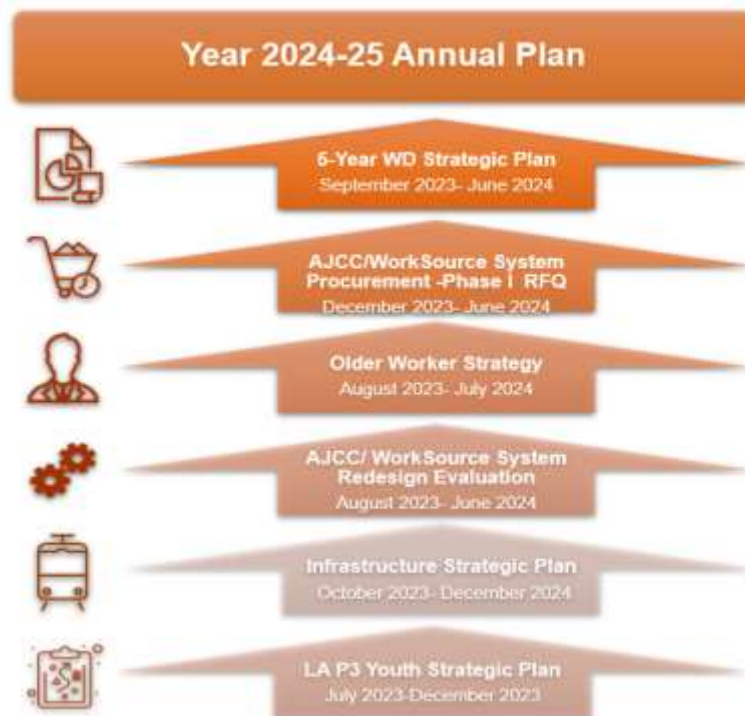 Year 2024-25 Annual Plan
5-Year WD Strategic Plan
September 2023- June 2024
AJCC/WorkSource System
Procurement -Phase I RFQ
December 2023- June 2024
Older Worker Strategy
August 2023- July 2024
AJCC/ WorkSource System
Redesign Evaluation
August 2023- June 2024
Infrastructure Strategic Plan
October 2023- December 2024
LA P3 Youth Strategic Plan
July 2023-December 2023